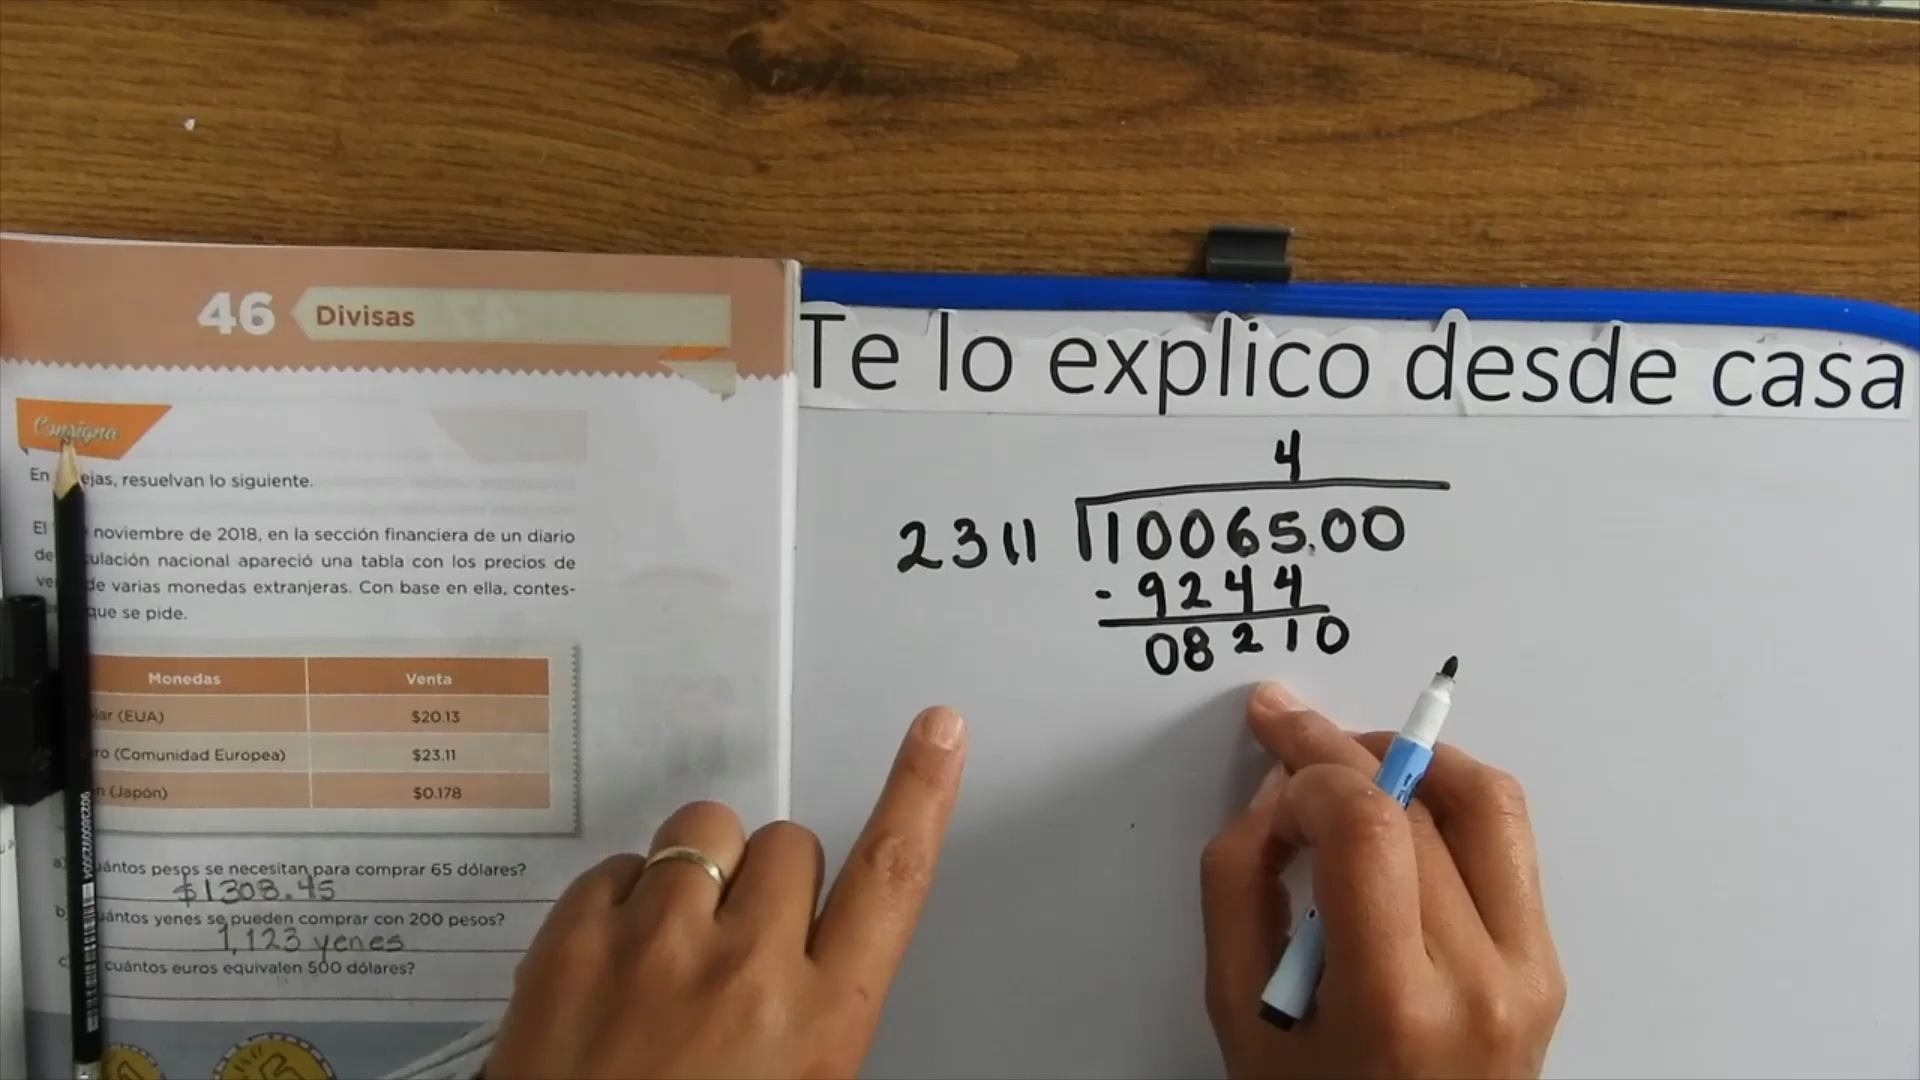 46 Divisas
Consigna
En ejas, resuelvan lo siguiente.
El noviembre de 2018, en la sección financiera de un diario
de culación nacional apareció una tabla con los precios de
ve de varias monedas extranjeras. Con base en ella, contes-
que se pide.
Monedas Venta
lar (EUA) $20.13
ro (Comunidad Europea) $23.11
n (Japón) $0.178
a) uántos pesos se necesitan para comprar 65 dólares?
$1308.45
b) uántos yenes se pueden comprar con 200 pesos?
1,123 yenes
c) cuántos euros equivalen 500 dólares?
Te lo explico desde casa
4
2311 10065.00
- 9244
08210